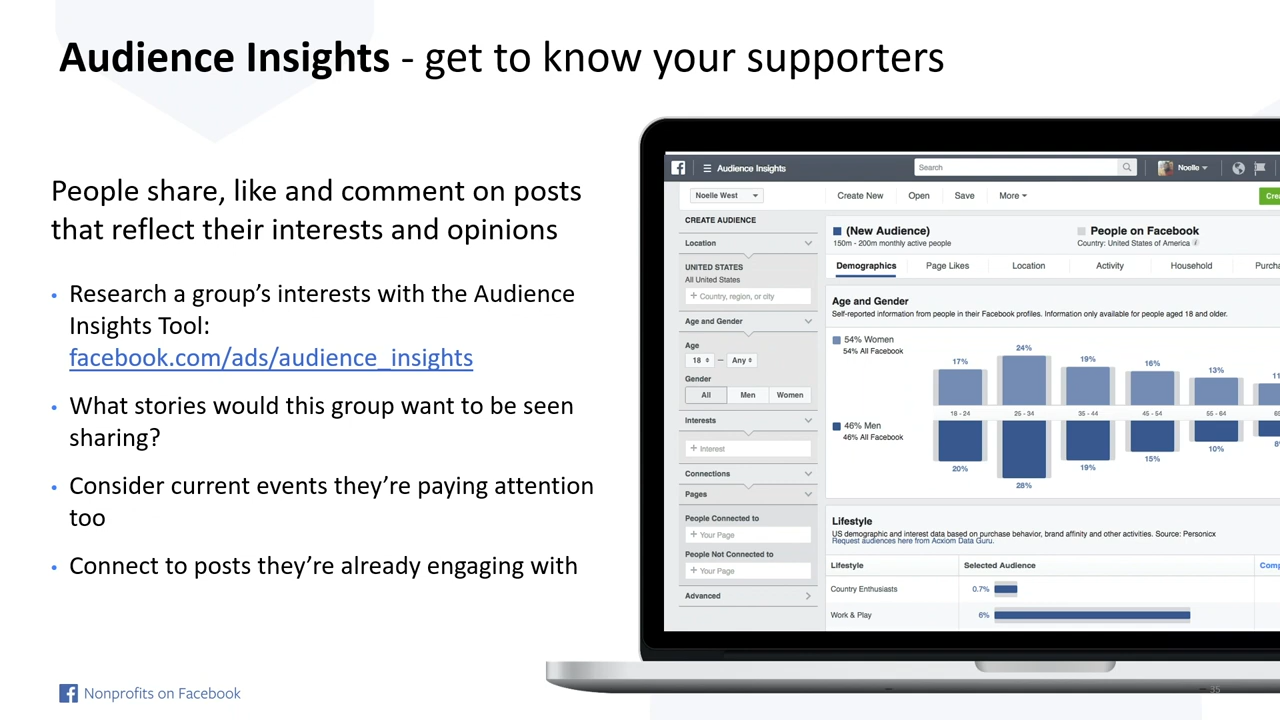 Audience Insights - get to know your supporters
People share, like and comment on posts
that reflect their interests and opinions
• Research a group's interests with the Audience
Insights Tool:
facebook.com/ads/audience_insights
• What stories would this group want to be seen
sharing?
• Consider current events they're paying attention
too
• Connect to posts they're already engaging with
Nonprofits on Facebook
Audience Insights
Search
Noelle
Noelle West
Create New Open Save More
CREATE AUDIENCE
Location
UNITED STATES
All United States
+ Country, region, or city
Age and Gender
Age
18 – Any
Gender
All Men Women
Interests
+ Interest
Connections
Pages
People Connected to
+ Your Page
People Not Connected to
+ Your Page
Advanced
(New Audience)
150m - 200m monthly active people
People on Facebook
Country: United States of America
Demographics Page Likes Location Activity Household Purcha
Age and Gender
Self-reported information from people in their Facebook profiles. Information only available for people aged 18 and older.
54% Women
54% All Facebook
17% 24% 19% 16% 13% 11
18 - 24 25 - 34 35 - 44 45 - 54 55 - 64
46% Men
46% All Facebook
20% 28% 19% 15% 10% 8%
Lifestyle
US demographic and interest data based on purchase behavior, brand affinity and other activities. Source: Personicx
Request audiences here from Acxiom Data Guru.
Lifestyle Selected Audience Comp
Country Enthusiasts 0.7%
Work & Play 6%
35